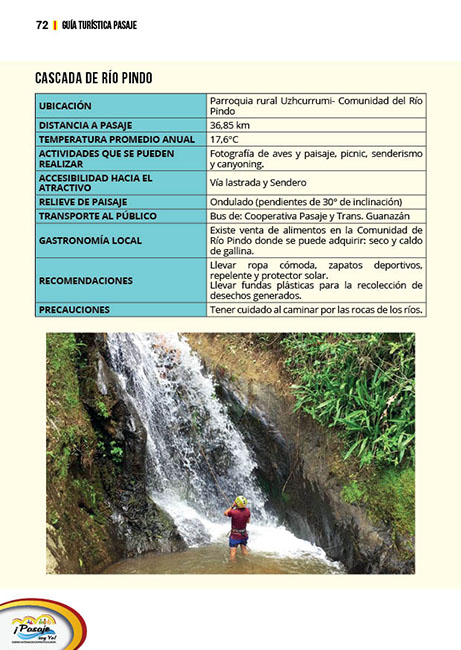 72 | GUÍA TURÍSTICA PASAJE
CASCADA DE RÍO PINDO
UBICACIÓN
Parroquia rural Uzhcurrumi- Comunidad del Río
Pindo
DISTANCIA A PASAJE
36,85 km
TEMPERATURA PROMEDIO ANUAL
17,6°C
ACTIVIDADES QUE SE PUEDEN
REALIZAR
Fotografía de aves y paisaje, picnic, senderismo
y canyoning.
ACCESIBILIDAD HACIA EL
ATRACTIVO
Vía lastrada y Sendero
RELIEVE DE PAISAJE
Ondulado (pendientes de 30° de inclinación)
TRANSPORTE AL PÚBLICO
Bus de: Cooperativa Pasaje y Trans. Guanazán
GASTRONOMÍA LOCAL
Existe venta de alimentos en la Comunidad de
Río Pindo donde se puede adquirir: seco y caldo
de gallina.
RECOMENDACIONES
Llevar ropa cómoda, zapatos deportivos,
repelente y protector solar.
Llevar fundas plásticas para la recolección de
desechos generados.
PRECAUCIONES
Tener cuidado al caminar por las rocas de los ríos.
¡Pasaje
soy Yo!